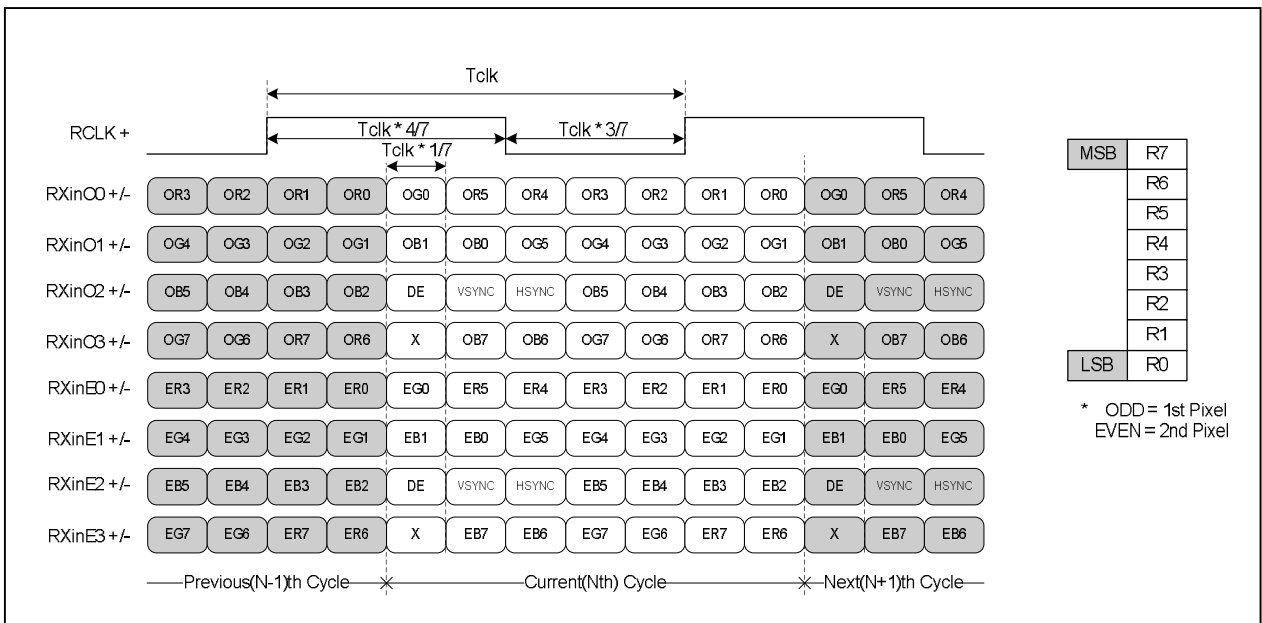 Tclk
RCLK +
Tclk * 4/7
Tclk * 3/7
Tclk * 1/7
RXinO0 +/- OR3 OR2 OR1 OR0 OG0 OR5 OR4 OR3 OR2 OR1 OR0 OG0 OR5 OR4
RXinO1 +/- OG4 OG3 OG2 OG1 OB1 OB0 OG5 OG4 OG3 OG2 OG1 OB1 OB0 OG5
RXinO2 +/- OB5 OB4 OB3 OB2 DE VSYNC HSYNC OB5 OB4 OB3 OB2 DE VSYNC HSYNC
RXinO3 +/- OG7 OG6 OR7 OR6 X OB7 OB6 OG7 OG6 OR7 OR6 X OB7 OB6
RXinE0 +/- ER3 ER2 ER1 ER0 EG0 ER5 ER4 ER3 ER2 ER1 ER0 EG0 ER5 ER4
RXinE1 +/- EG4 EG3 EG2 EG1 EB1 EB0 EG5 EG4 EG3 EG2 EG1 EB1 EB0 EG5
RXinE2 +/- EB5 EB4 EB3 EB2 DE VSYNC HSYNC EB5 EB4 EB3 EB2 DE VSYNC HSYNC
RXinE3 +/- EG7 EG6 ER7 ER6 X EB7 EB6 EG7 EG6 ER7 ER6 X EB7 EB6
Previous(N-1)th Cycle Current(Nth) Cycle Next(N+1)th Cycle
MSB R7
R6
R5
R4
R3
R2
R1
LSB R0
* ODD = 1st Pixel
EVEN = 2nd Pixel